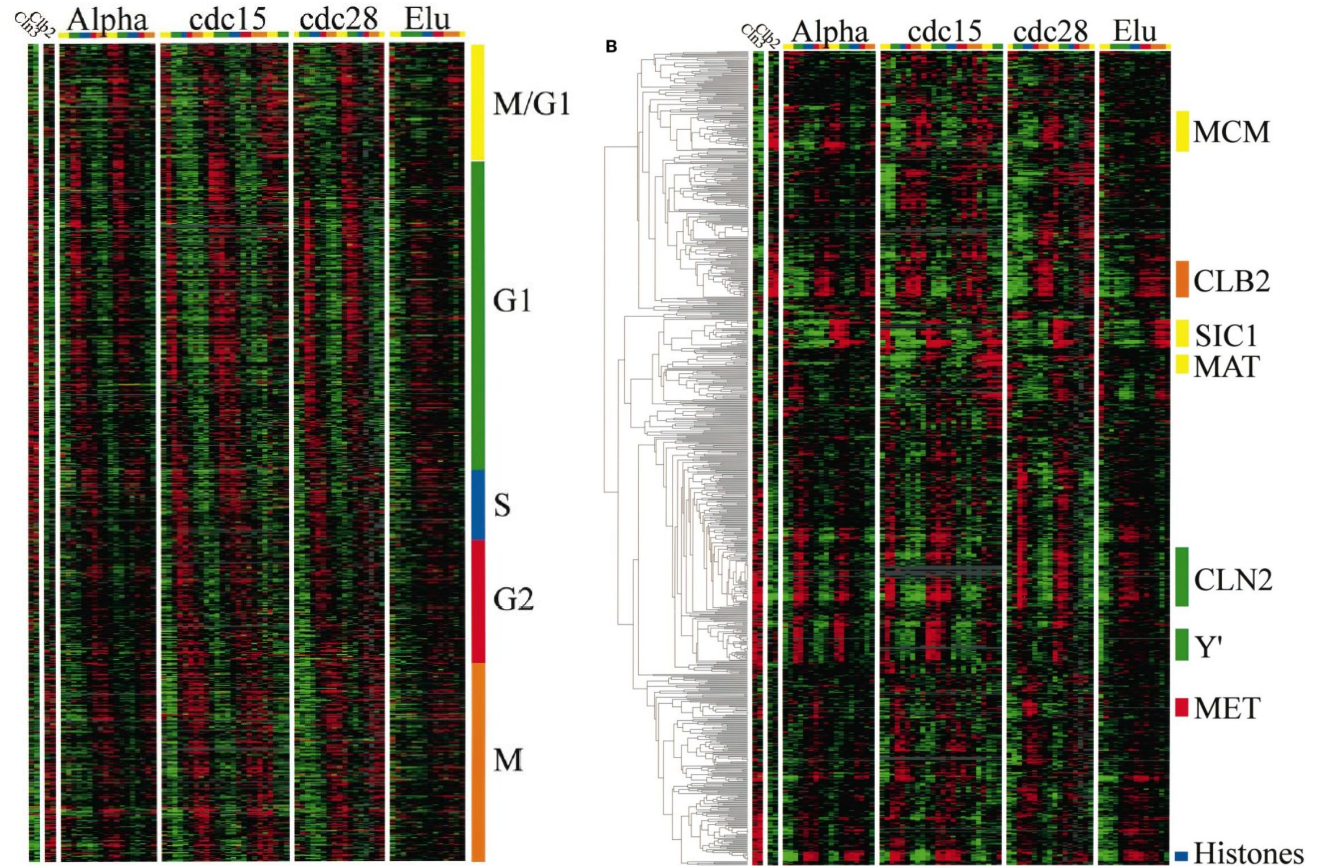 Cln3 Clb2 Alpha cdc15 cdc28 Elu
M/G1
G1
S
G2
M
B
Cln3 Clb2 Alpha cdc15 cdc28 Elu
MCM
CLB2
SIC1
MAT
CLN2
Y'
MET
Histones